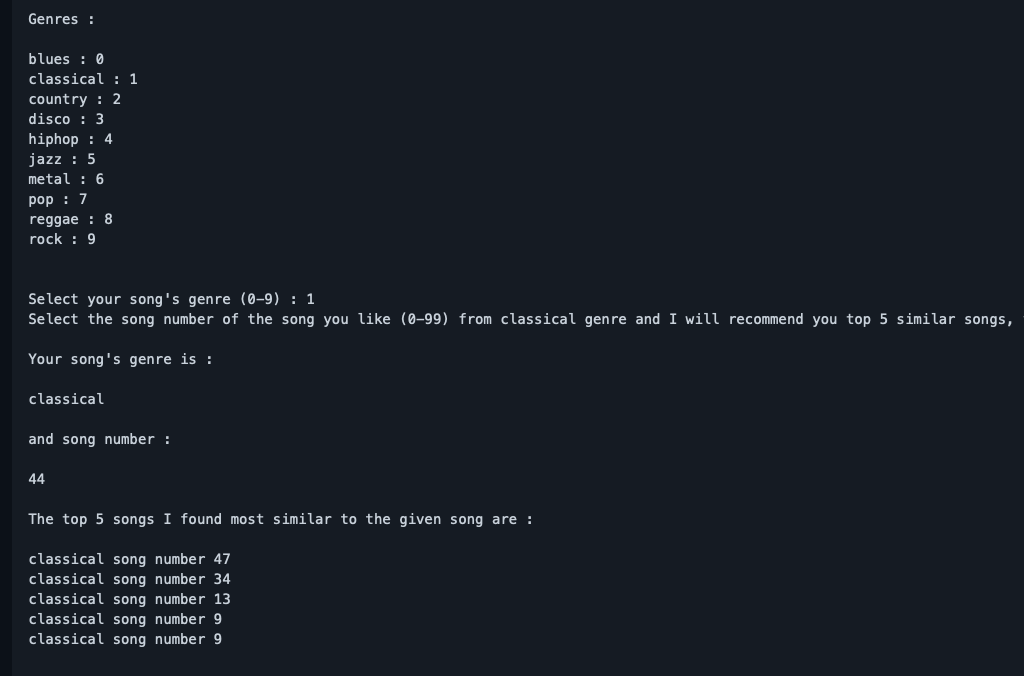 Genres :
blues : 0
classical : 1
country : 2
disco : 3
hiphop : 4
jazz : 5
metal : 6
pop : 7
reggae : 8
rock : 9
Select your song's genre (0-9) : 1
Select the song number of the song you like (0-99) from classical genre and I will recommend you top 5 similar songs,
Your song's genre is :
classical
and song number :
44
The top 5 songs I found most similar to the given song are :
classical song number 47
classical song number 34
classical song number 13
classical song number 9
classical song number 9